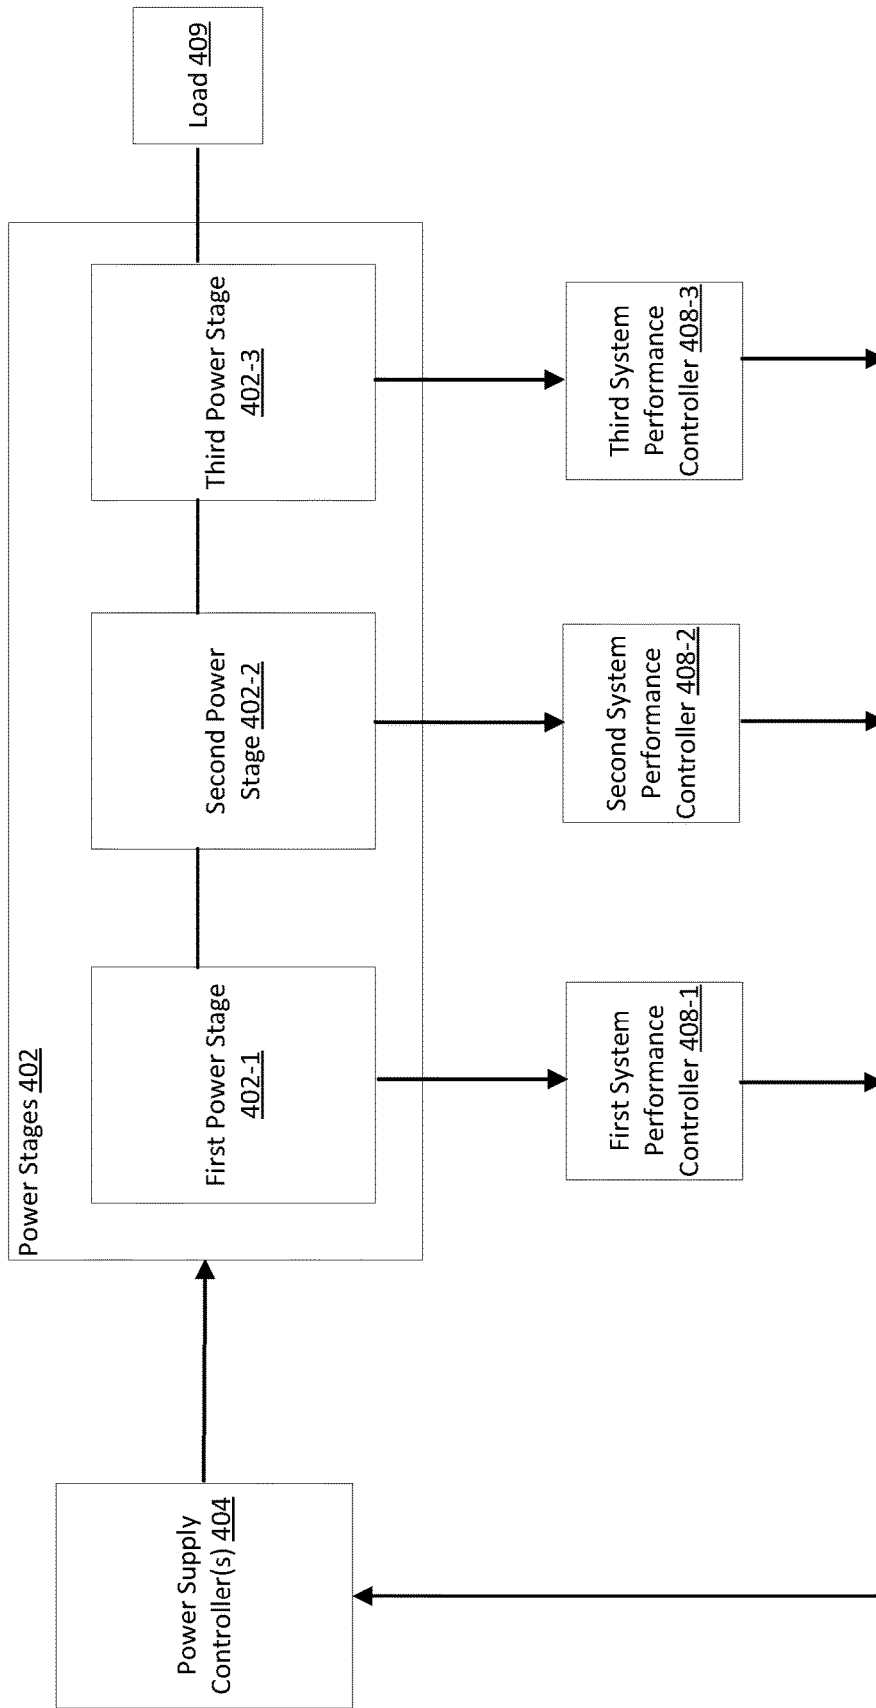 Power Supply
Controller(s) 404
Power Stages 402
First Power Stage
402-1
Second Power
Stage 402-2
Third Power Stage
402-3
Load 409
First System
Performance
Controller 408-1
Second System
Performance
Controller 408-2
Third System
Performance
Controller 408-3